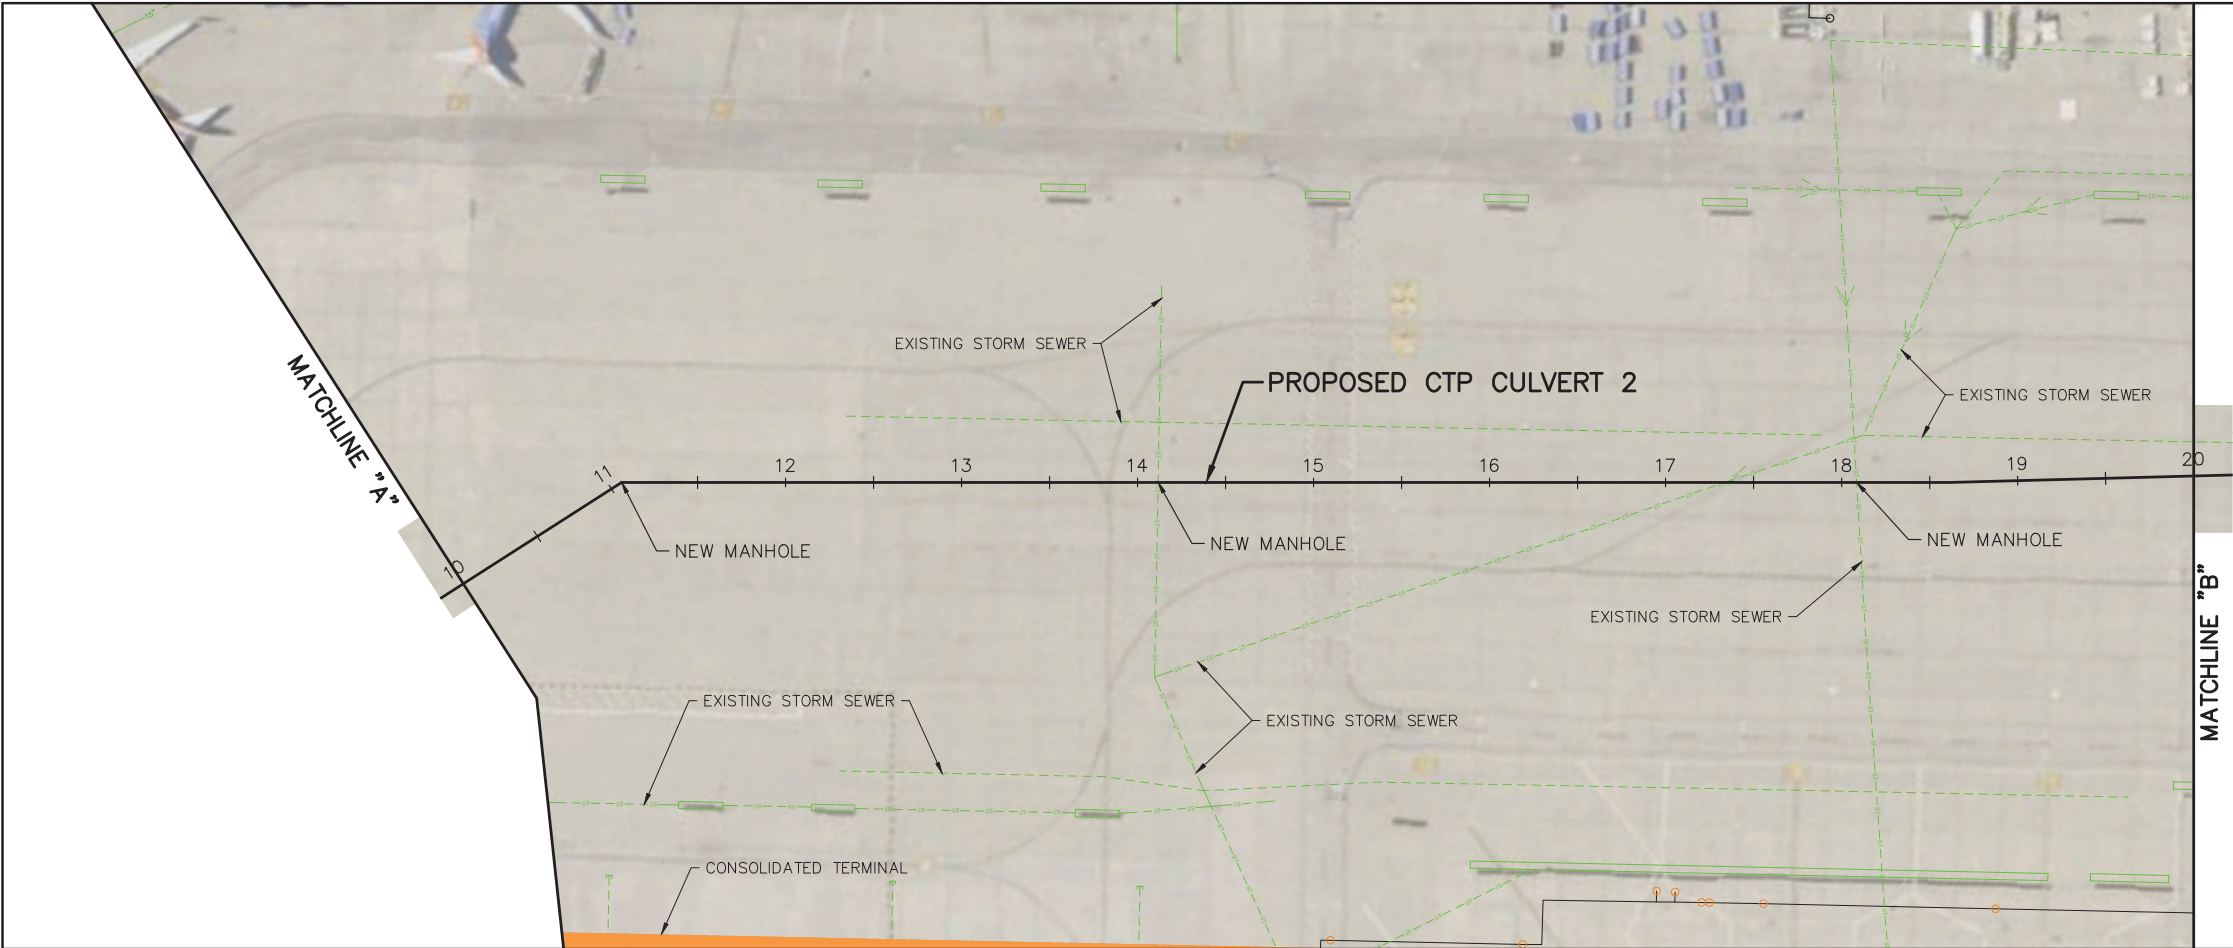 15"
EXISTING STORM SEWER
PROPOSED CTP CULVERT 2
EXISTING STORM SEWER
MATCHLINE "A"
10
11
12
13
14
15
16
17
18
19
20
NEW MANHOLE
NEW MANHOLE
NEW MANHOLE
EXISTING STORM SEWER
MATCHLINE "B"
EXISTING STORM SEWER
EXISTING STORM SEWER
CONSOLIDATED TERMINAL